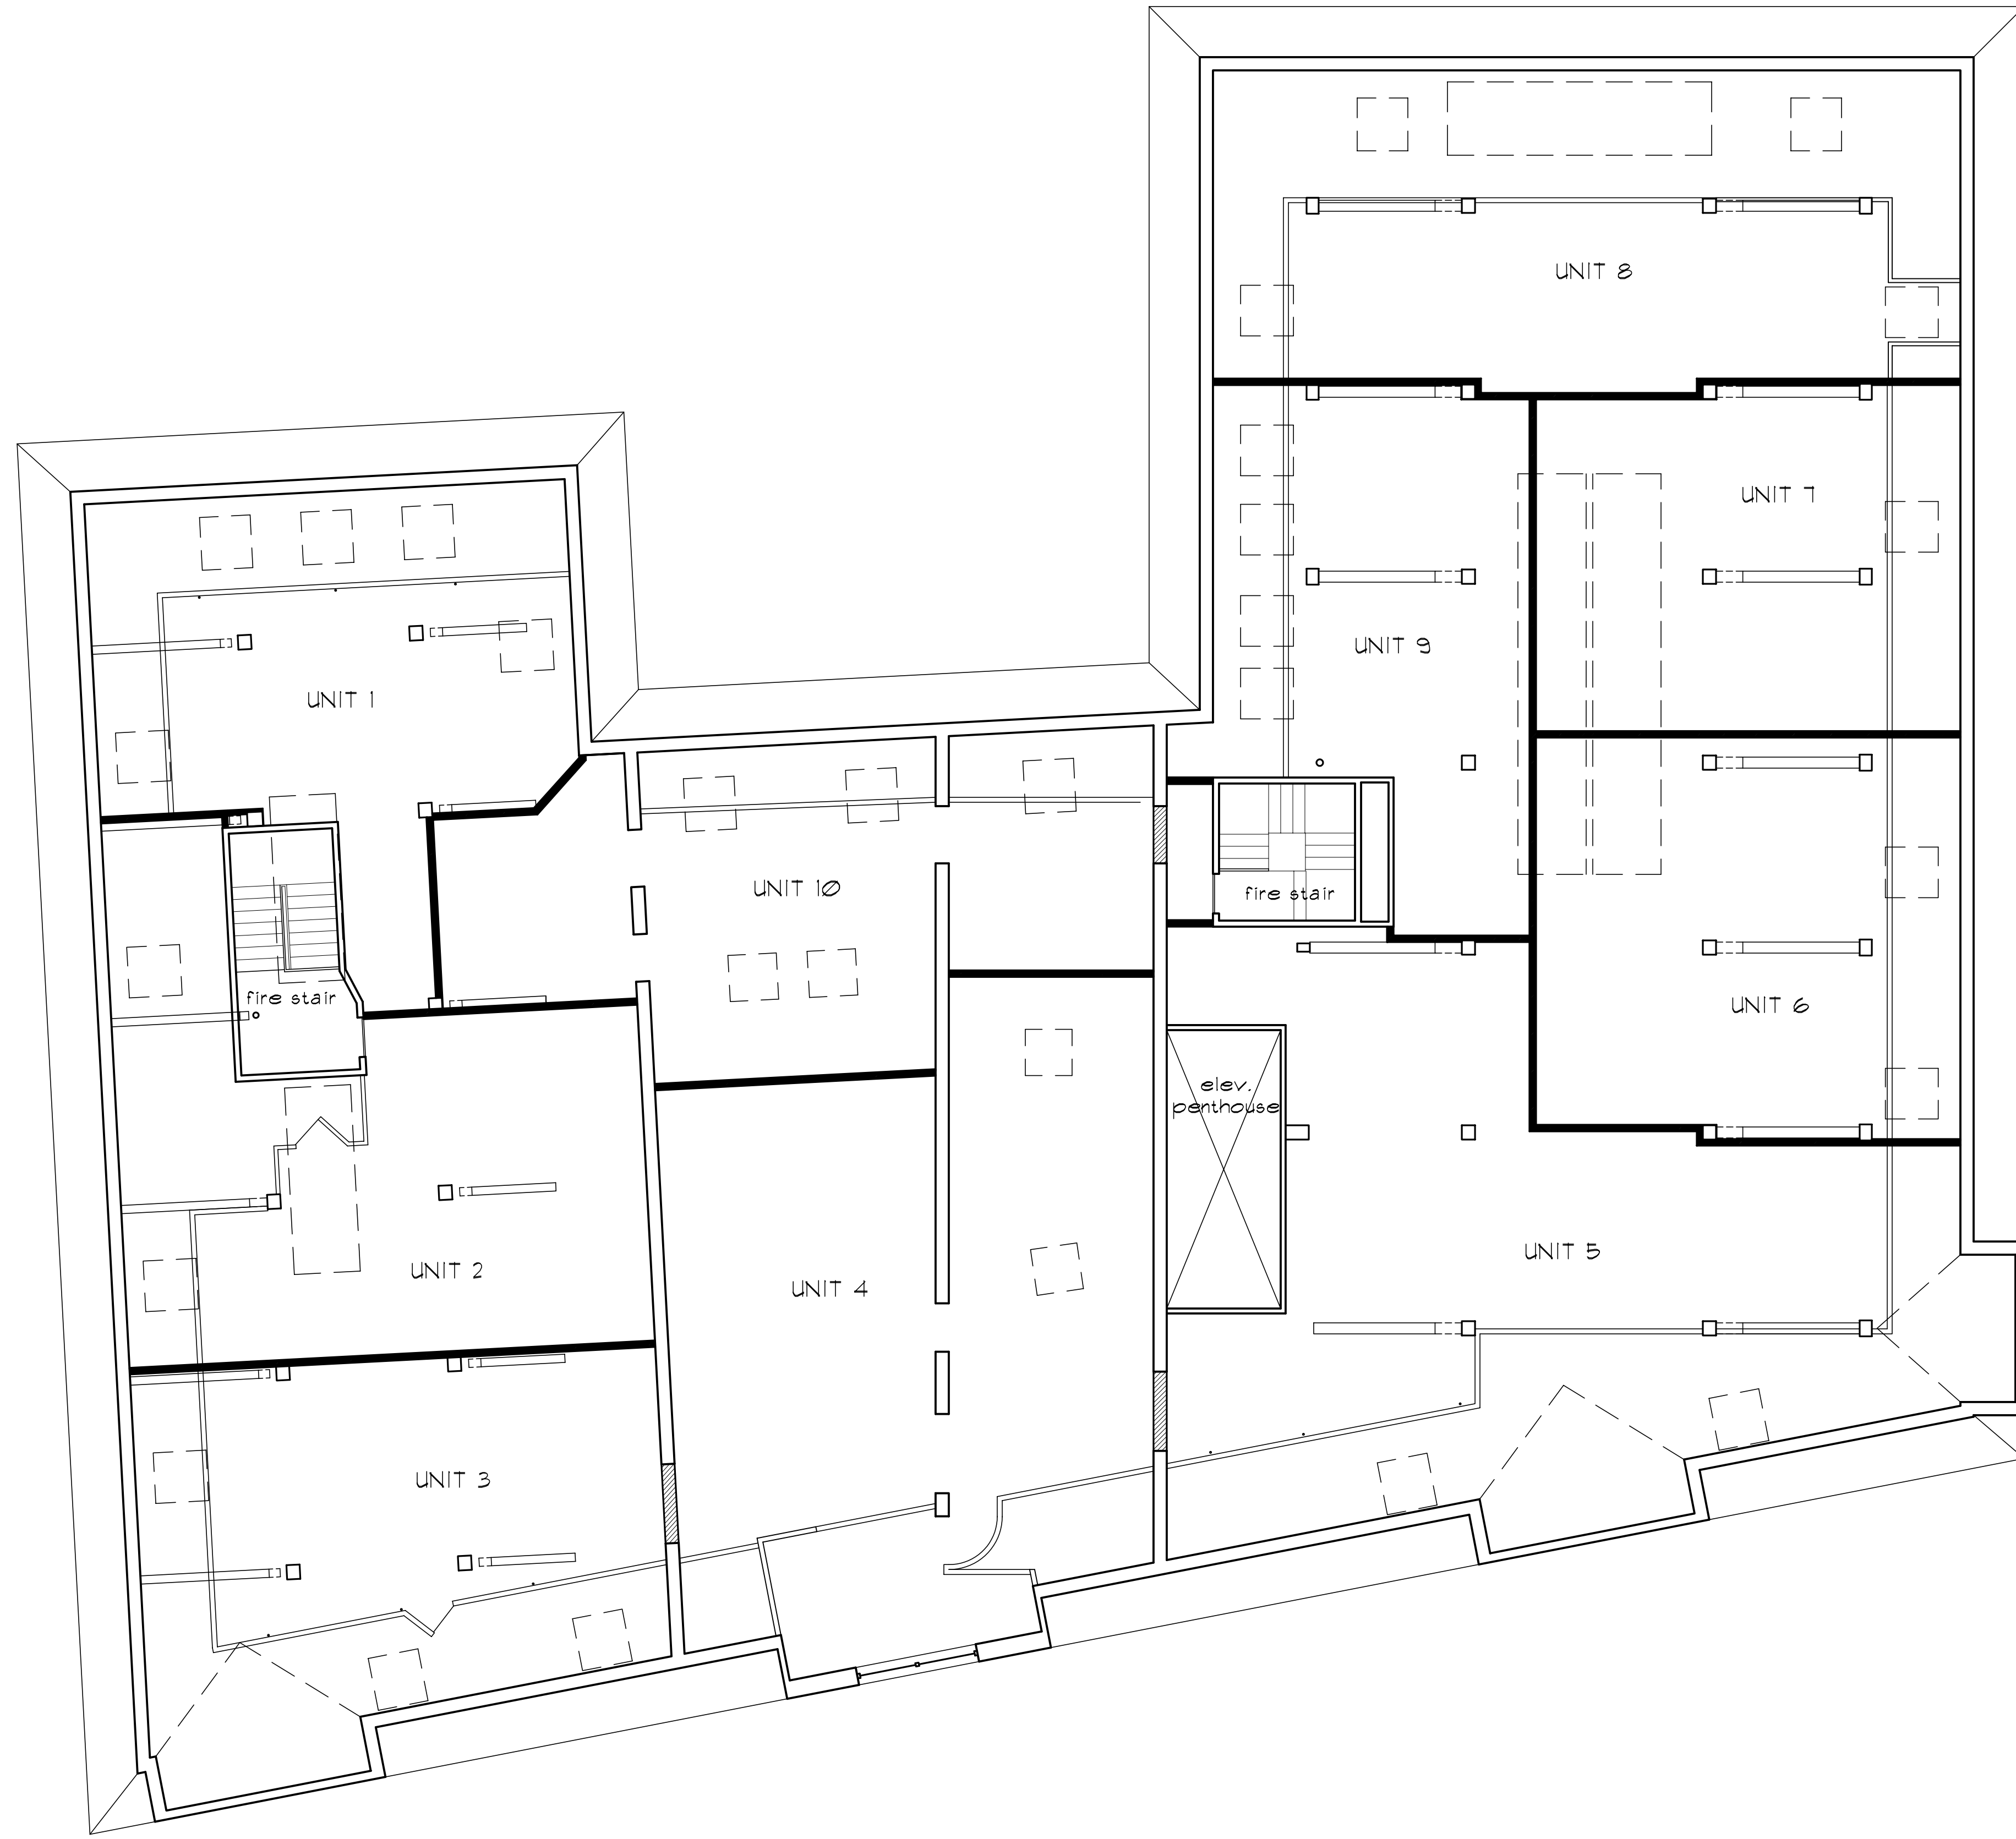 UNIT 8
UNIT 7
UNIT 9
UNIT 1
UNIT 10
fire stair
fire stair
UNIT 6
elev.
penthouse
UNIT 5
UNIT 2
UNIT 4
UNIT 3